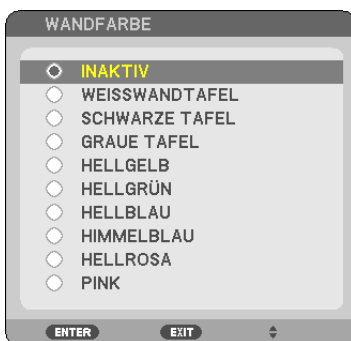 WANDFARBE
INAKTIV
WEISSWANDTAFEL
SCHWARZE TAFEL
GRAUE TAFEL
HELLGELB
HELLGRÜN
HELLBLAU
HIMMELBLAU
HELLROSA
PINK
ENTER EXIT